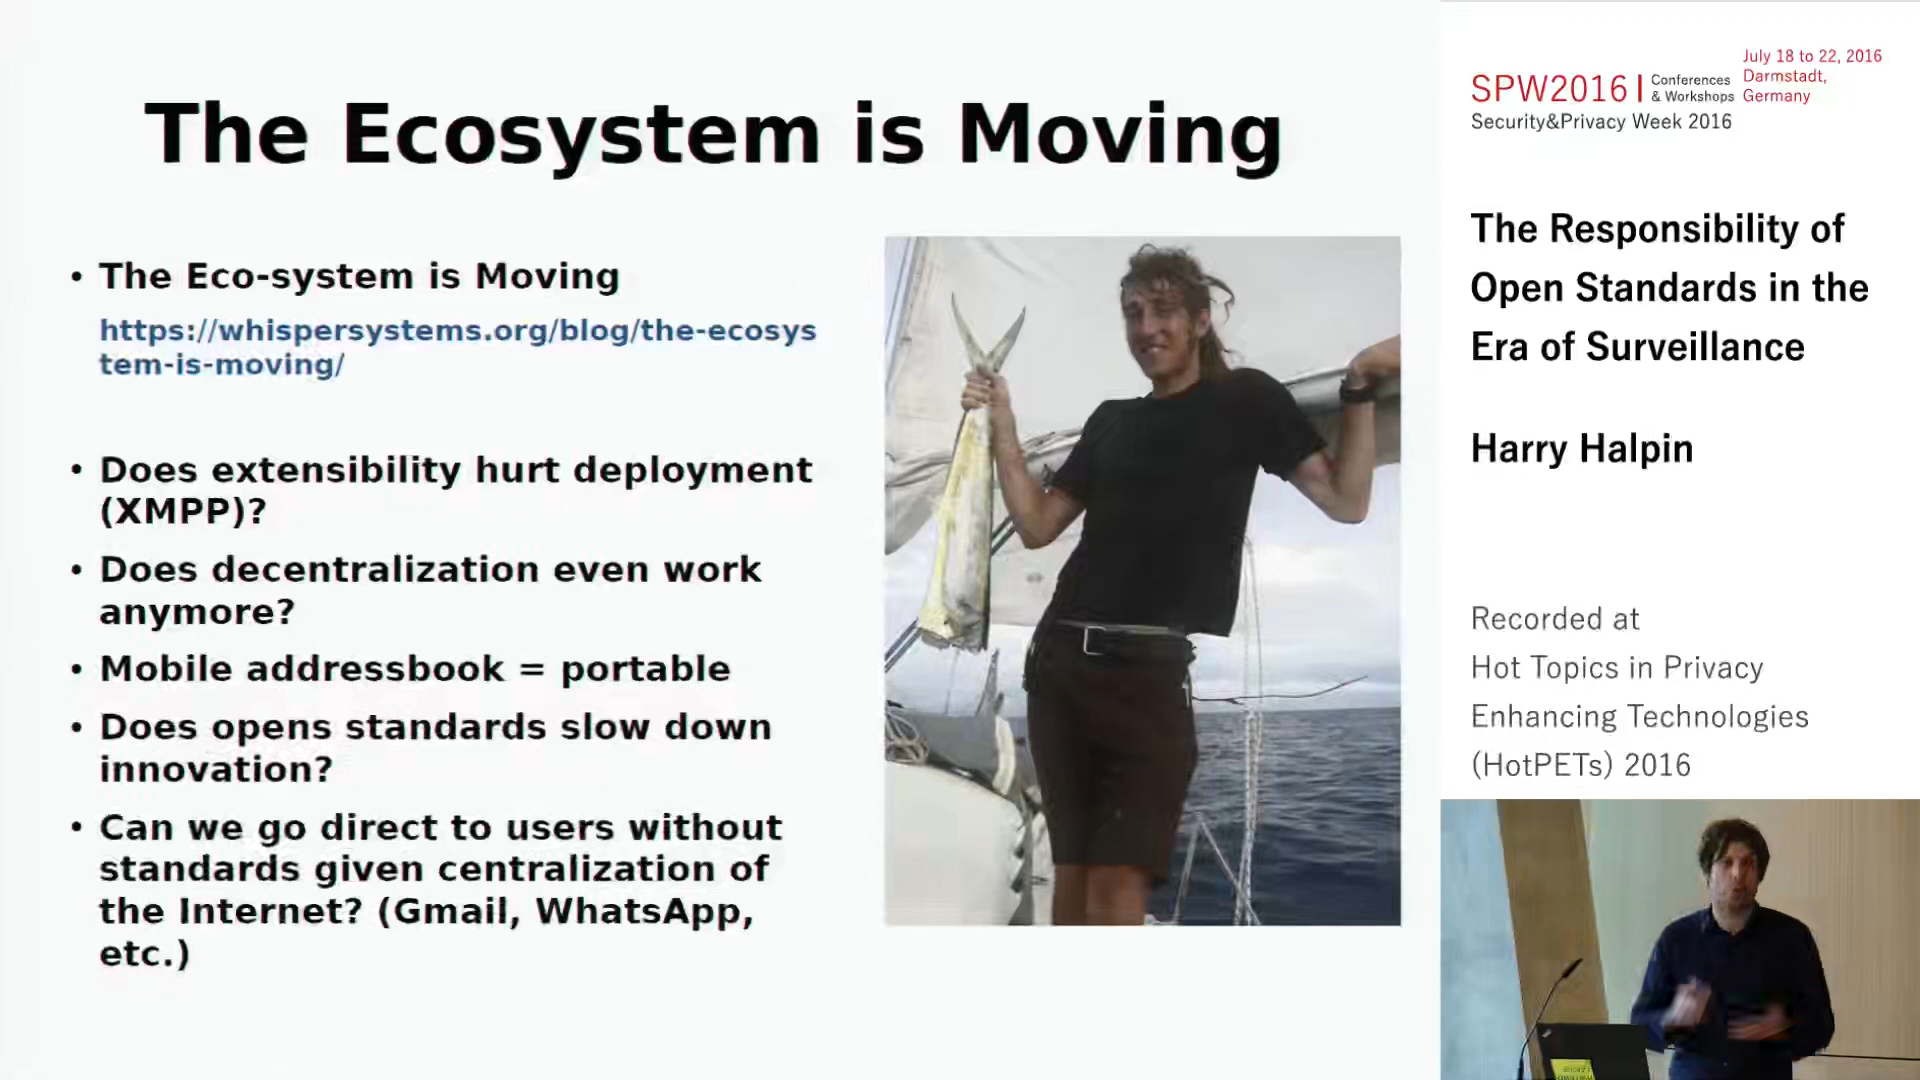 The Ecosystem is Moving
• The Eco-system is Moving
https://whispersystems.org/blog/the-ecosys
tem-is-moving/
• Does extensibility hurt deployment
(XMPP)?
• Does decentralization even work
anymore?
• Mobile addressbook = portable
• Does opens standards slow down
innovation?
• Can we go direct to users without
standards given centralization of
the Internet? (Gmail, WhatsApp,
etc.)
SPW2016 | Conferences
& Workshops
July 18 to 22, 2016
Darmstadt,
Germany
Security&Privacy Week 2016
The Responsibility of
Open Standards in the
Era of Surveillance
Harry Halpin
Recorded at
Hot Topics in Privacy
Enhancing Technologies
(HotPETs) 2016